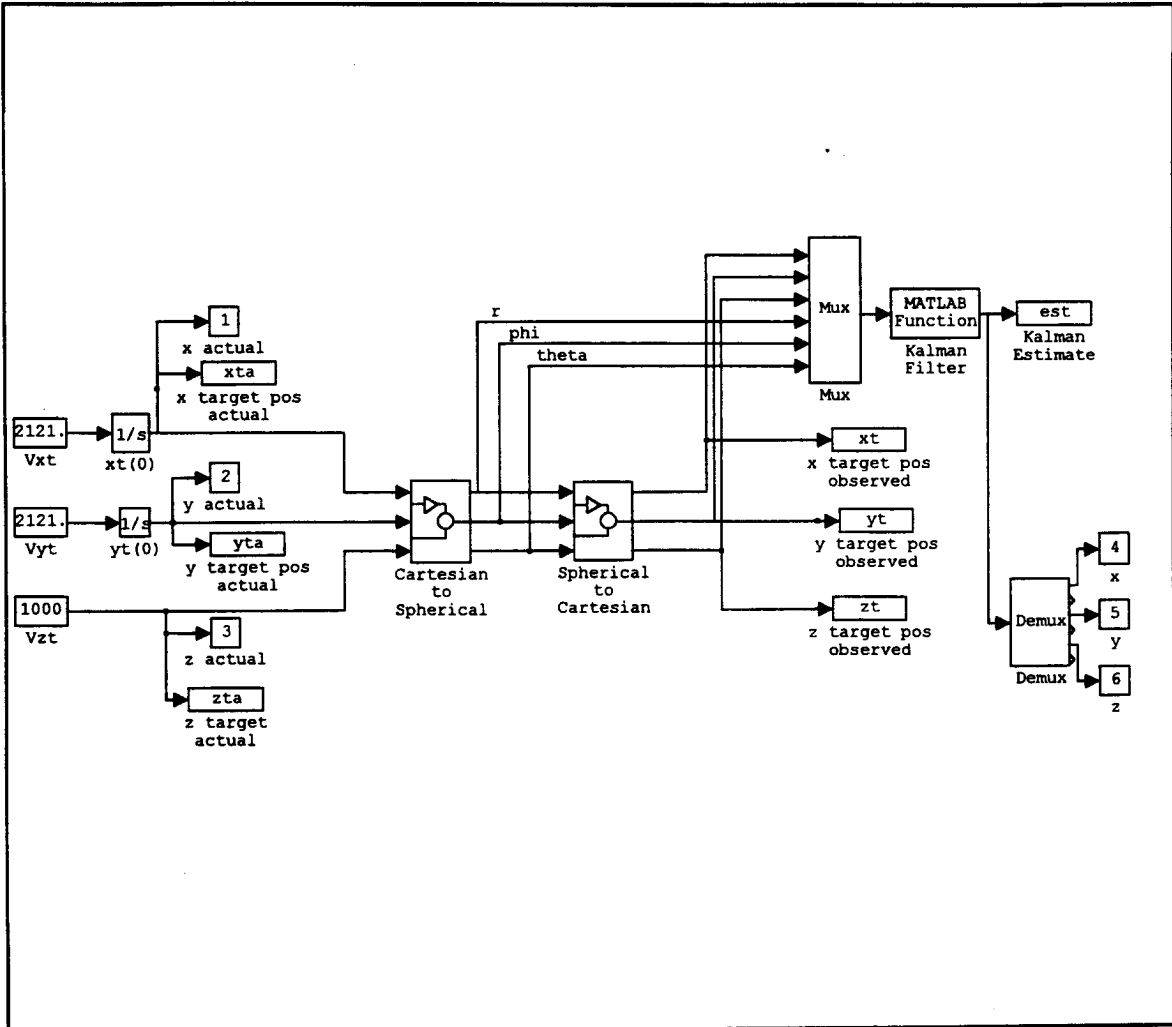 Mux
Mux
MATLAB
Function
Kalman
Filter
est
Kalman
Estimate
r
phi
theta
1
x actual
xta
x target pos
actual
2121.
Vxt
1/s
xt(0)
2
y actual
yta
y target pos
actual
2121.
Vyt
1/s
yt(0)
1000
Vzt
3
z actual
zta
z target
actual
Cartesian
to
Spherical
Spherical
to
Cartesian
xt
x target pos
observed
yt
y target pos
observed
zt
z target pos
observed
Demux
Demux
4
x
5
y
6
z